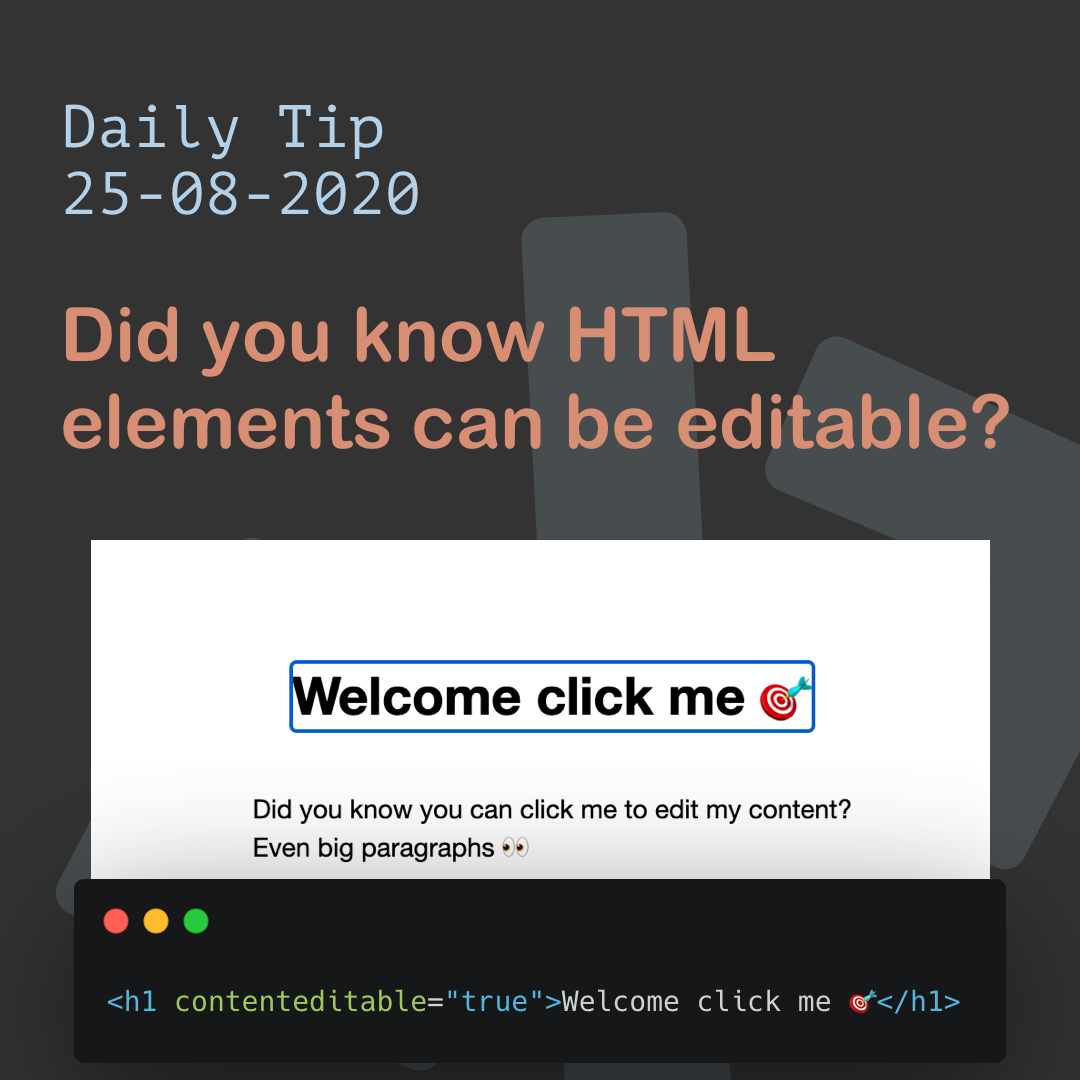 Daily Tip
25-08-2020
Did you know HTML
elements can be editable?
Welcome click me 🎯
Did you know you can click me to edit my content?
Even big paragraphs 👀
<h1 contenteditable="true">Welcome click me 🎯</h1>